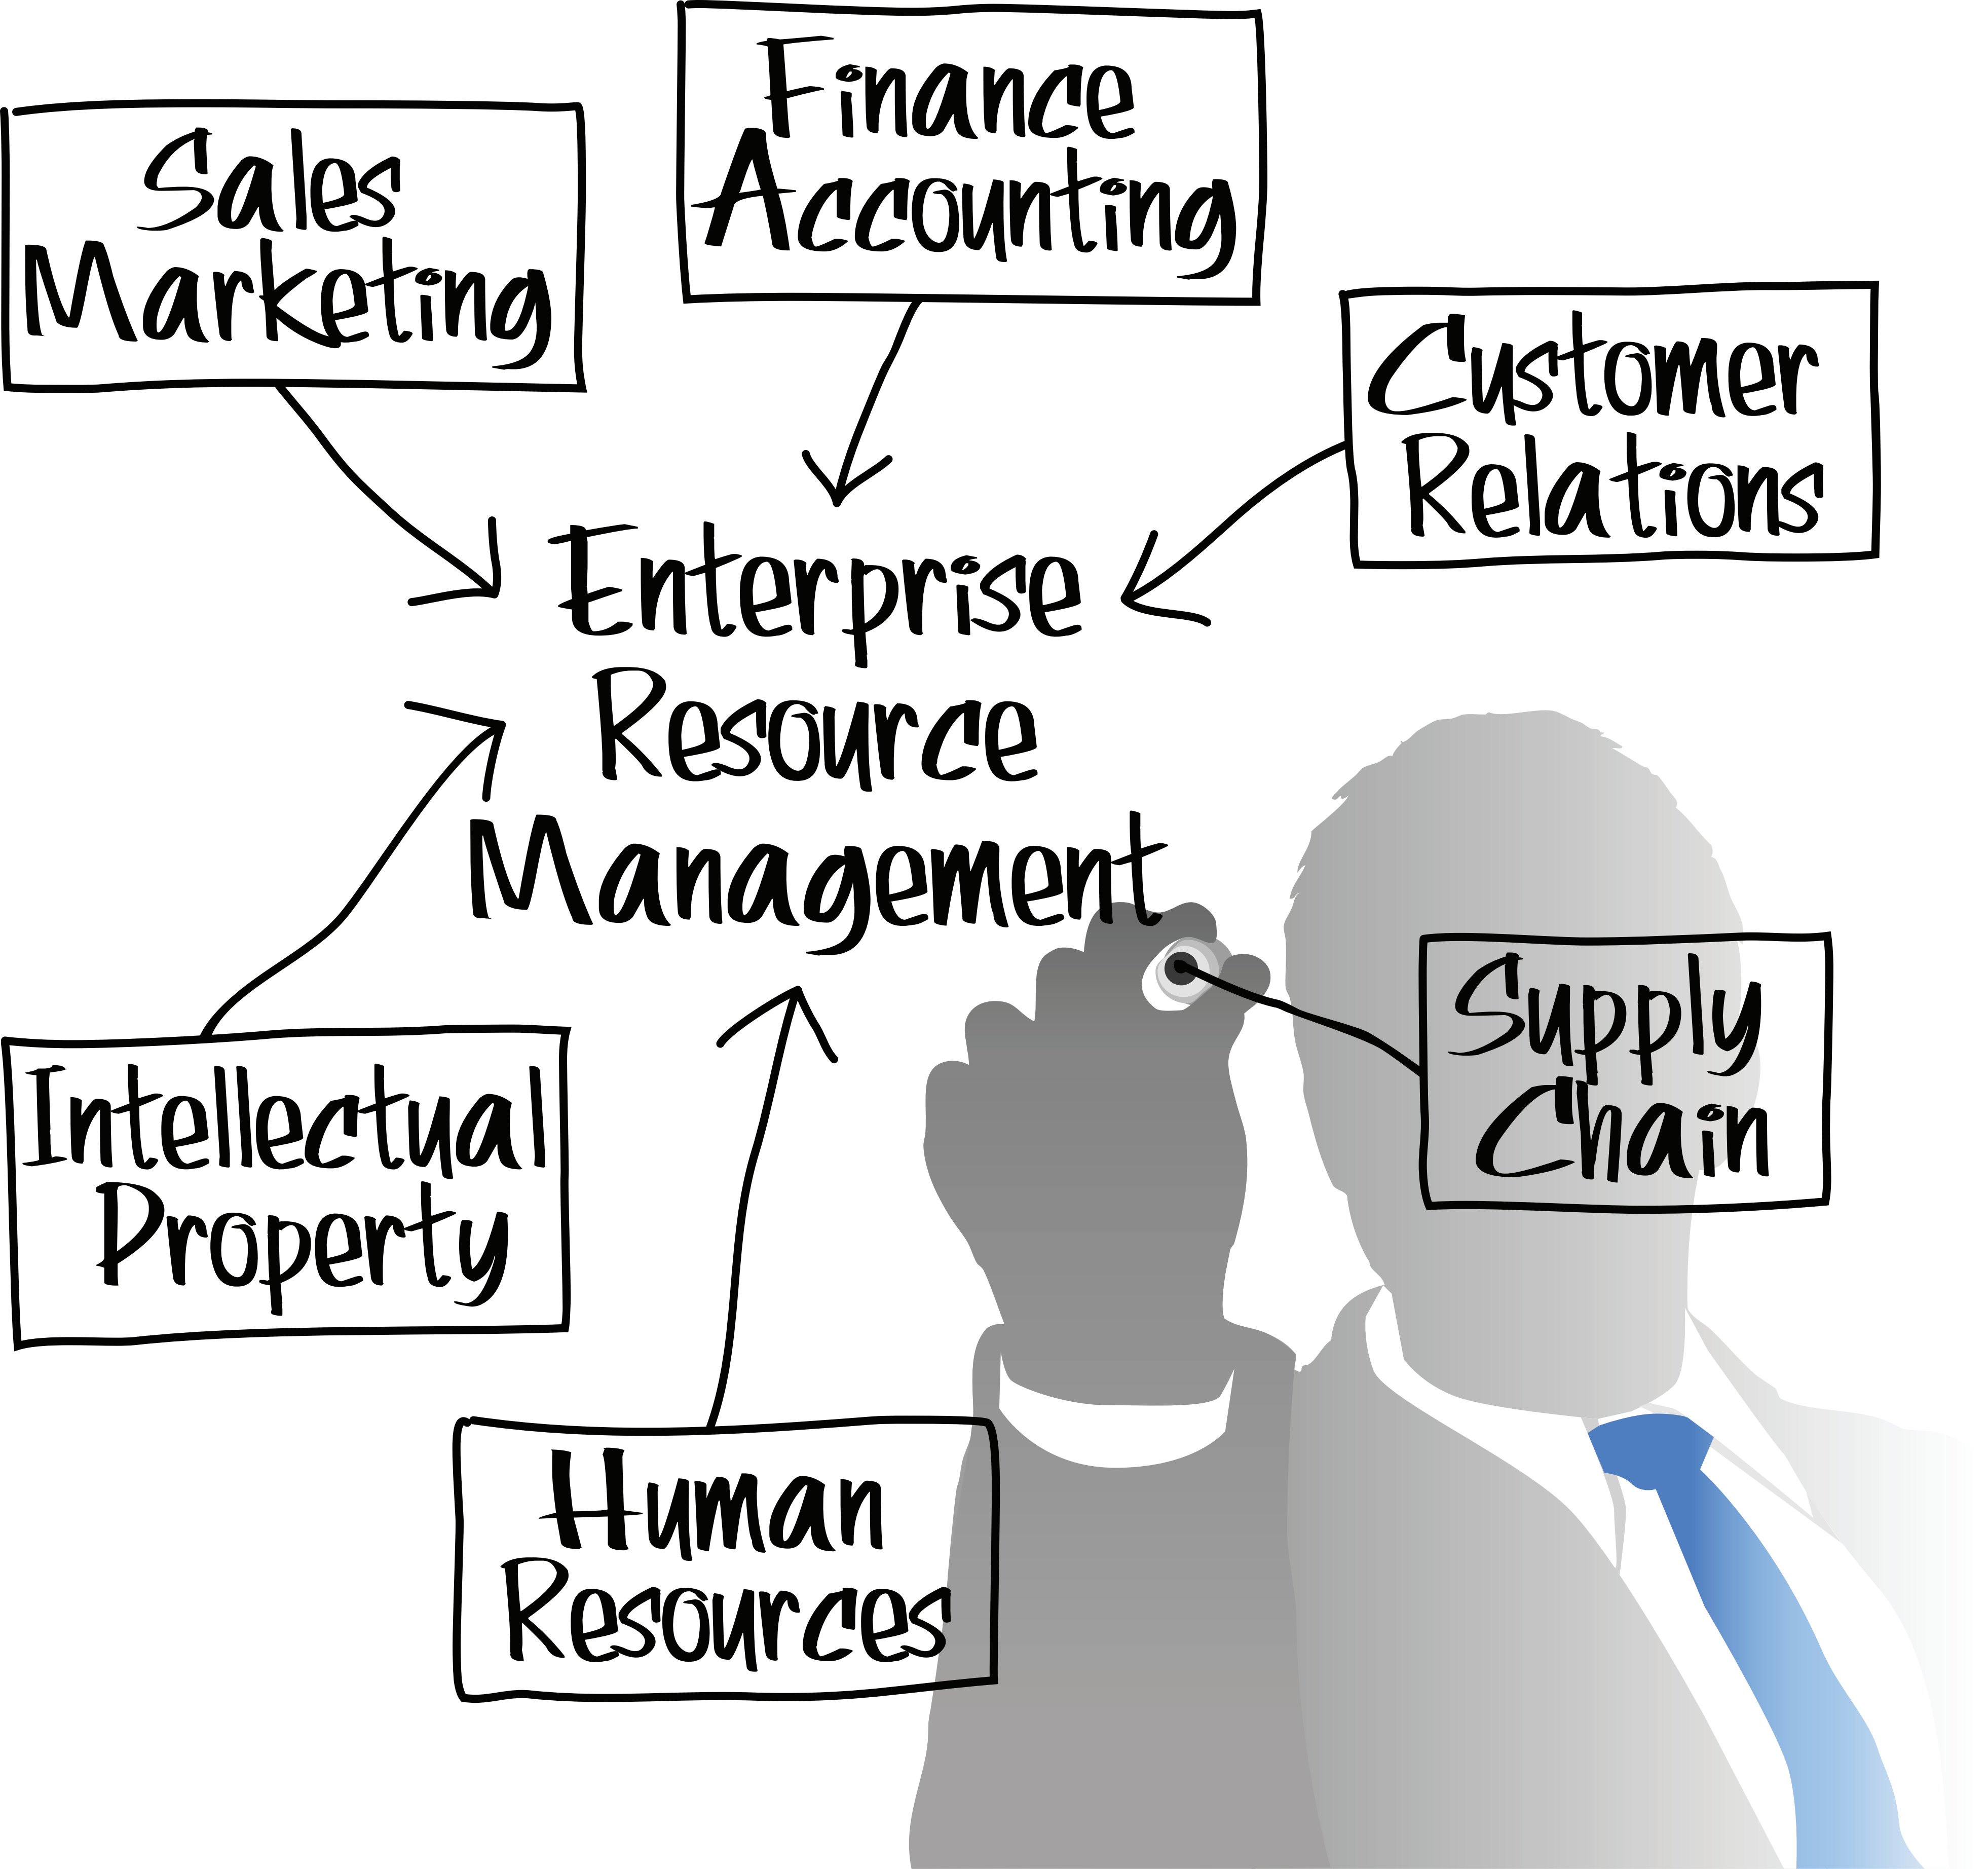 Finance
Accounting
Sales
Marketing
Customer
Relations
Enterprise
Resource
Management
Supply
Chain
Intellectual
Property
Human
Resources